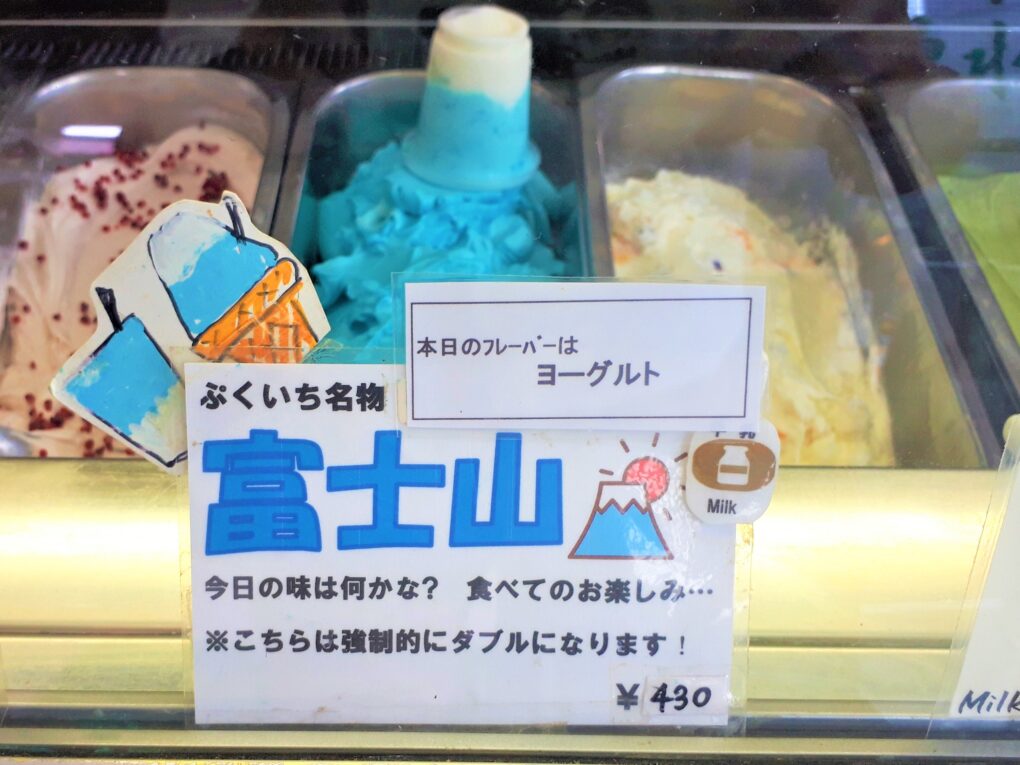 本日のﾌﾚｰﾊﾞｰは
ヨーグルト
ぷくいち名物
富士山
Milk
今日の味は何かな？ 食べてのお楽しみ…
※こちらは強制的にダブルになります！
￥430
Milk